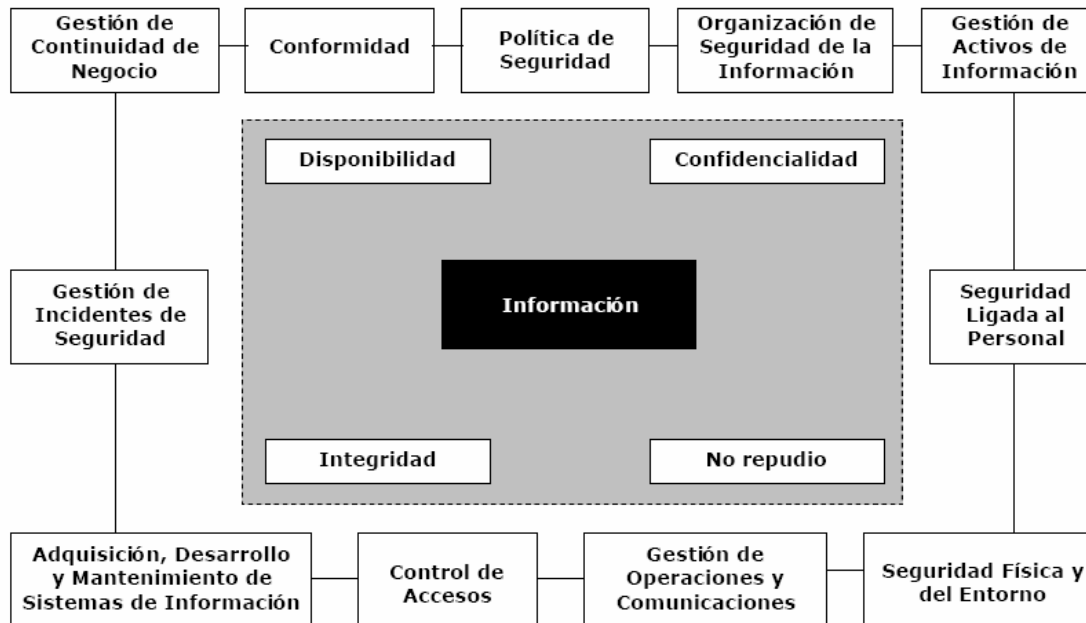 Gestión de
Continuidad de
Negocio
Conformidad
Política de
Seguridad
Organización de
Seguridad de la
Información
Gestión de
Activos de
Información
Disponibilidad
Confidencialidad
Gestión de
Incidentes de
Seguridad
Información
Seguridad
Ligada al
Personal
Integridad
No repudio
Adquisición, Desarrollo
y Mantenimiento de
Sistemas de Información
Control de
Accesos
Gestión de
Operaciones y
Comunicaciones
Seguridad Física y
del Entorno